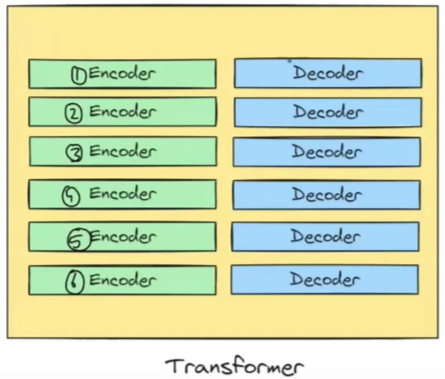 ① Encoder Decoder
② Encoder Decoder
③ Encoder Decoder
④ Encoder Decoder
⑤ Encoder Decoder
⑥ Encoder Decoder
Transformer